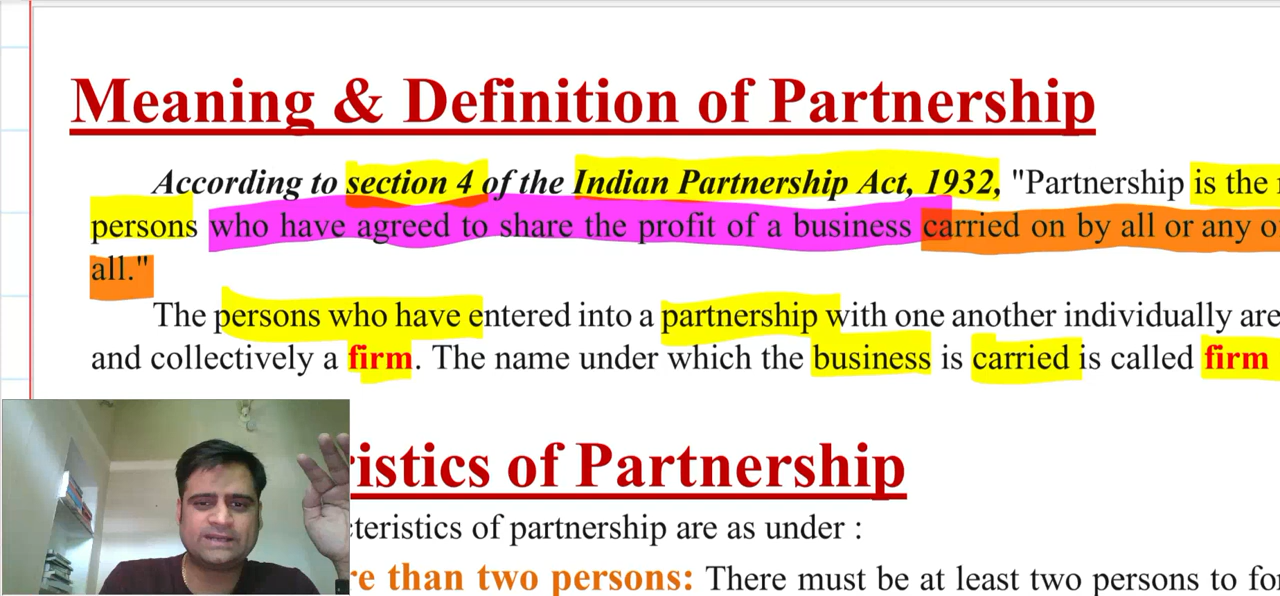 Meaning & Definition of Partnership
According to section 4 of the Indian Partnership Act, 1932, "Partnership is the
persons who have agreed to share the profit of a business carried on by all or any
all."
The persons who have entered into a partnership with one another individually are
and collectively a firm. The name under which the business is carried is called firm
istics of Partnership
cteristics of partnership are as under :
re than two persons: There must be at least two persons to